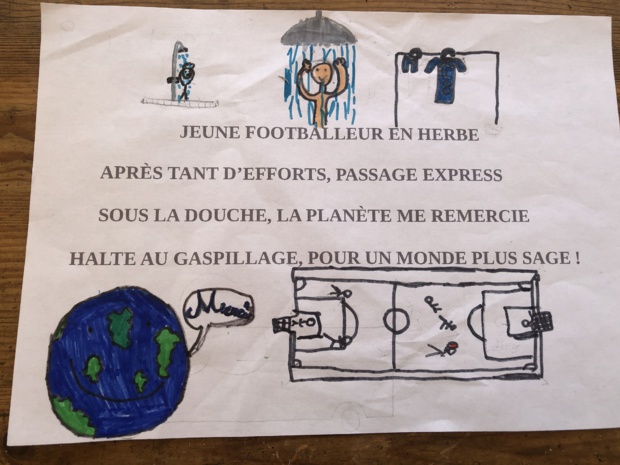 JEUNE FOOTBALLEUR EN HERBE
APRÈS TANT D'EFFORTS, PASSAGE EXPRESS
SOUS LA DOUCHE, LA PLANÈTE ME REMERCIE
HALTE AU GASPILLAGE, POUR UN MONDE PLUS SAGE !
Merci